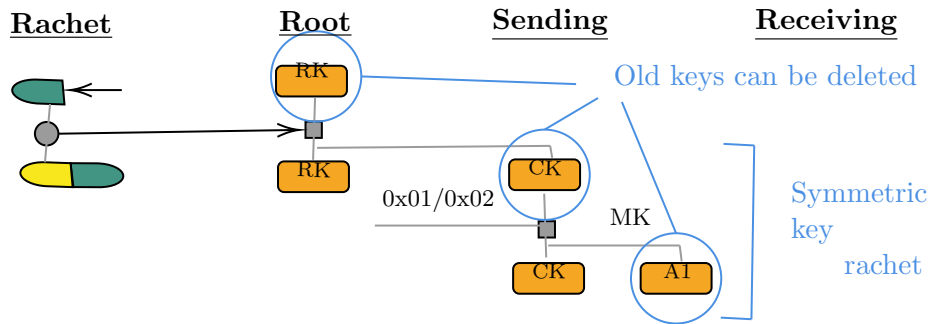 Rachet Root Sending Receiving
RK
Old keys can be deleted
RK
CK
0x01/0x02
MK
Symmetric
key
rachet
CK
A1